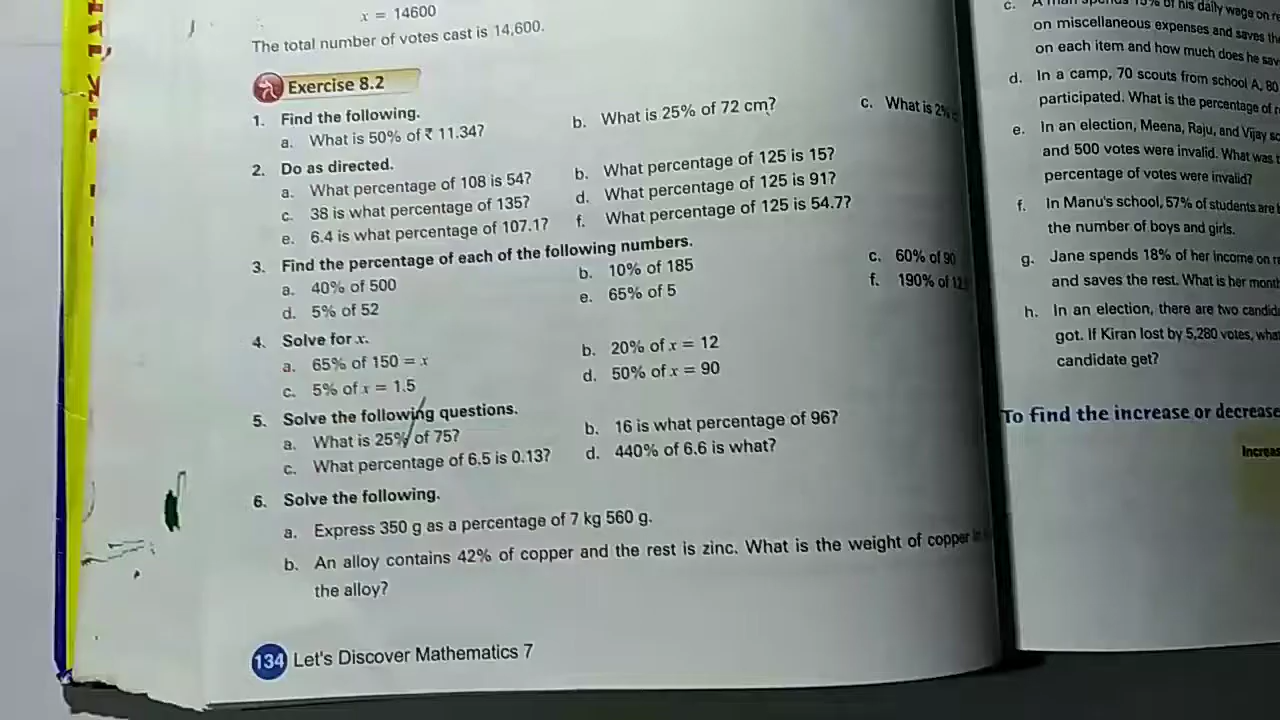 x = 14600
The total number of votes cast is 14,600.
Exercise 8.2
1. Find the following.
a. What is 50% of ₹ 11.34?
b. What is 25% of 72 cm?
c. What is 2%
2. Do as directed.
a. What percentage of 108 is 54?
b. What percentage of 125 is 15?
c. 38 is what percentage of 135?
d. What percentage of 125 is 91?
e. 6.4 is what percentage of 107.1?
f. What percentage of 125 is 54.7?
3. Find the percentage of each of the following numbers.
a. 40% of 500
b. 10% of 185
c. 60% of 90
d. 5% of 52
e. 65% of 5
f. 190% of
4. Solve for x.
a. 65% of 150 = x
b. 20% of x = 12
c. 5% of x = 1.5
d. 50% of x = 90
5. Solve the following questions.
a. What is 25% of 75?
b. 16 is what percentage of 96?
c. What percentage of 6.5 is 0.13?
d. 440% of 6.6 is what?
6. Solve the following.
a. Express 350 g as a percentage of 7 kg 560 g.
b. An alloy contains 42% of copper and the rest is zinc. What is the weight of copper
the alloy?
134 Let's Discover Mathematics 7
c. A man spends 15% of his daily wage on
on miscellaneous expenses and saves
on each item and how much does he
d. In a camp, 70 scouts from school A, 80
participated. What is the percentage of
e. In an election, Meena, Raju, and Vijay
and 500 votes were invalid. What was
percentage of votes were invalid?
f. In Manu's school, 57% of students are
the number of boys and girls.
g. Jane spends 18% of her income on
and saves the rest. What is her
h. In an election, there are two
got. If Kiran lost by 5,280 votes,
candidate get?
To find the increase or decrease